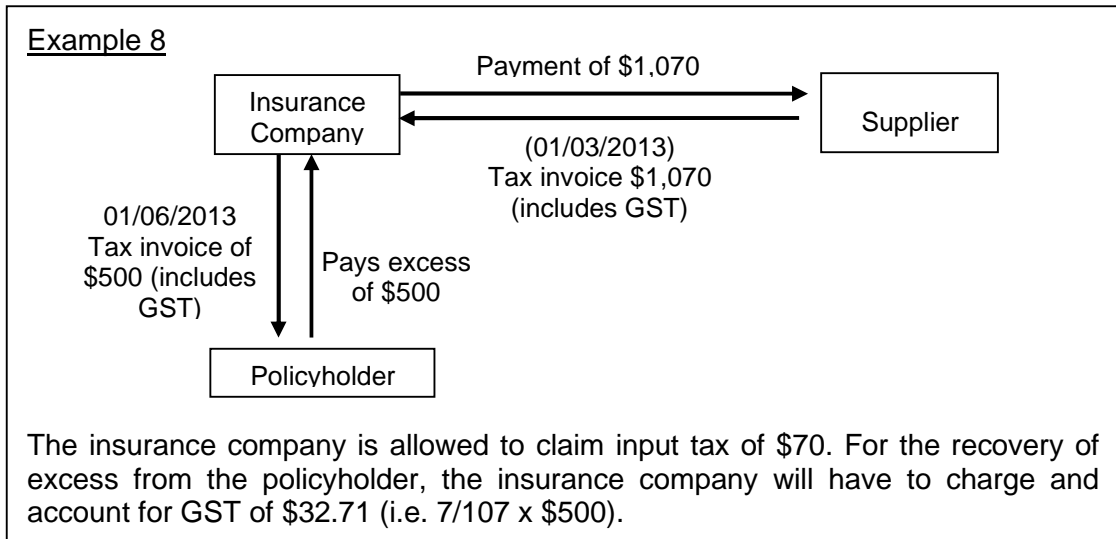 Example 8
Payment of $1,070
Insurance
Company
Supplier
(01/03/2013)
Tax invoice $1,070
(includes GST)
01/06/2013
Tax invoice of
$500 (includes
GST)
Pays excess
of $500
Policyholder
The insurance company is allowed to claim input tax of $70. For the recovery of
excess from the policyholder, the insurance company will have to charge and
account for GST of $32.71 (i.e. 7/107 x $500).